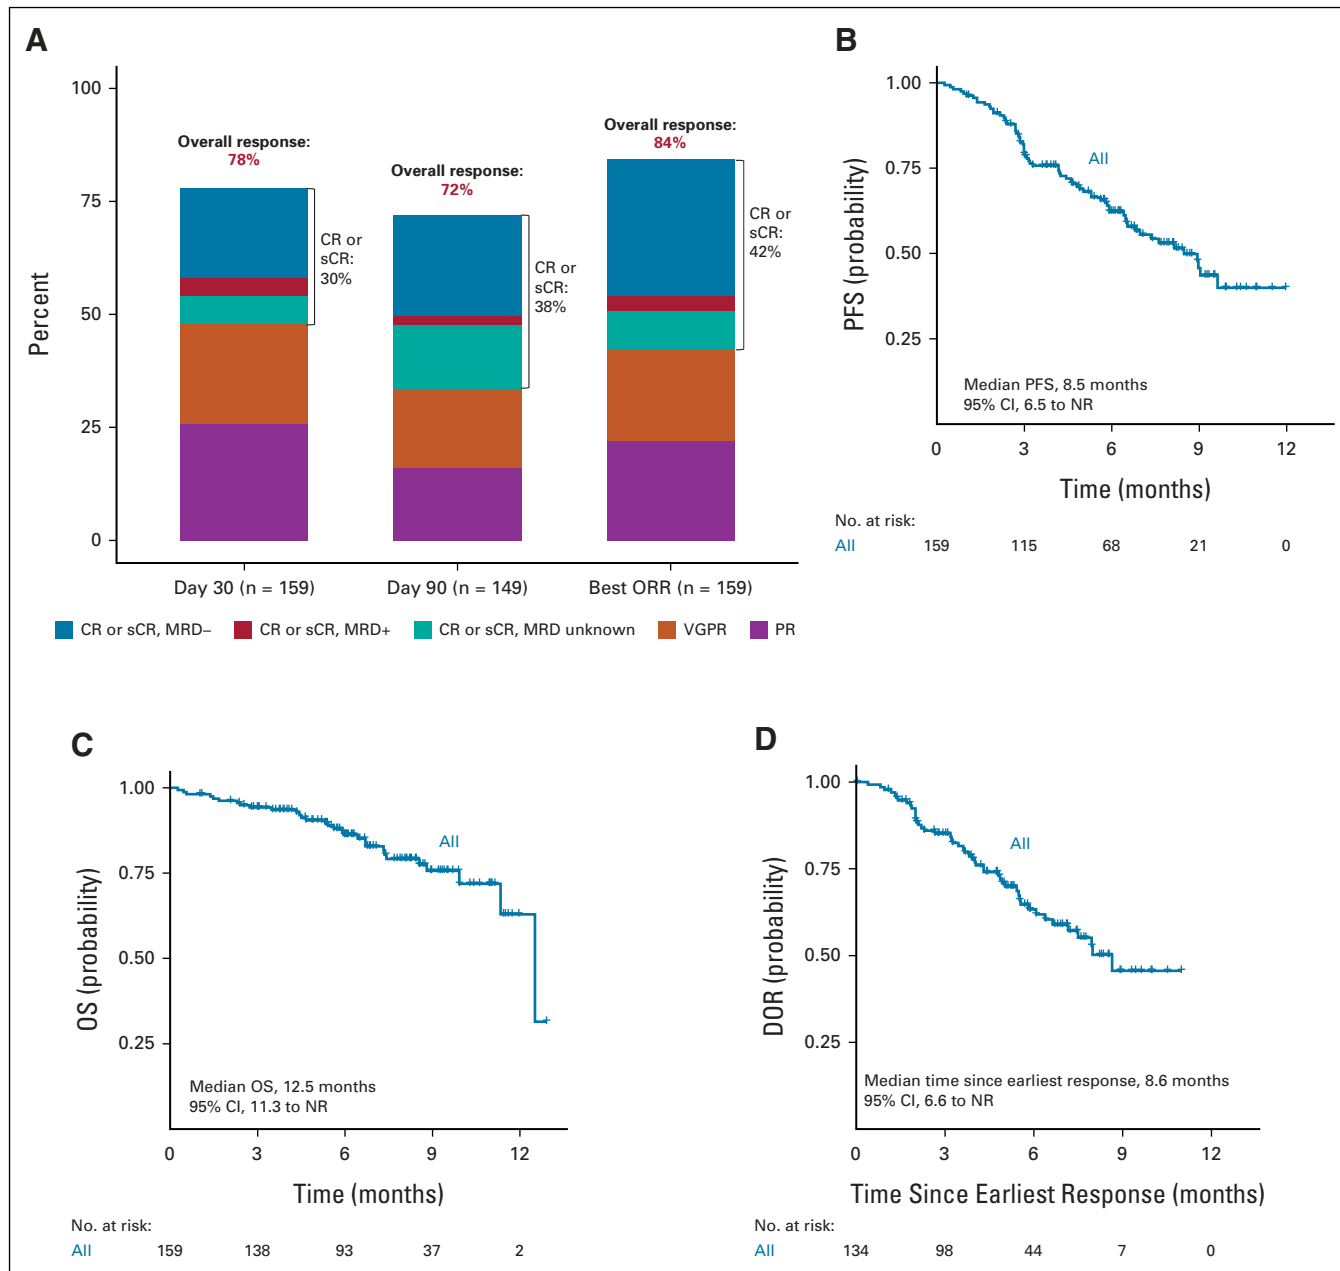 A
100
75
50
25
0
Percent
Overall response:
78%
CR or
sCR:
30%
Overall response:
72%
CR or
sCR:
38%
Overall response:
84%
CR or
sCR:
42%
Day 30 (n = 159)
Day 90 (n = 149)
Best ORR (n = 159)
CR or sCR, MRD–
CR or sCR, MRD+
CR or sCR, MRD unknown
VGPR
PR
B
1.00
0.75
0.50
0.25
PFS (probability)
All
Median PFS, 8.5 months
95% CI, 6.5 to NR
0 3 6 9 12
Time (months)
No. at risk:
All 159 115 68 21 0
C
1.00
0.75
0.50
0.25
OS (probability)
All
Median OS, 12.5 months
95% CI, 11.3 to NR
0 3 6 9 12
Time (months)
No. at risk:
All 159 138 93 37 2
D
1.00
0.75
0.50
0.25
DOR (probability)
All
Median time since earliest response, 8.6 months
95% CI, 6.6 to NR
0 3 6 9 12
Time Since Earliest Response (months)
No. at risk:
All 134 98 44 7 0